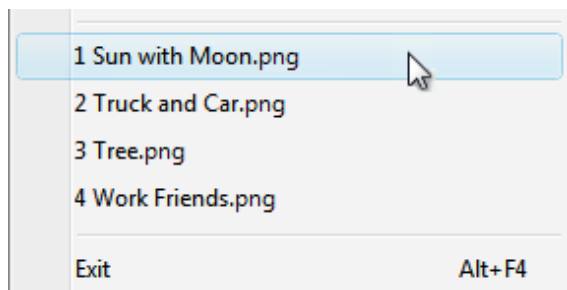 1 Sun with Moon.png
2 Truck and Car.png
3 Tree.png
4 Work Friends.png
Exit Alt+F4